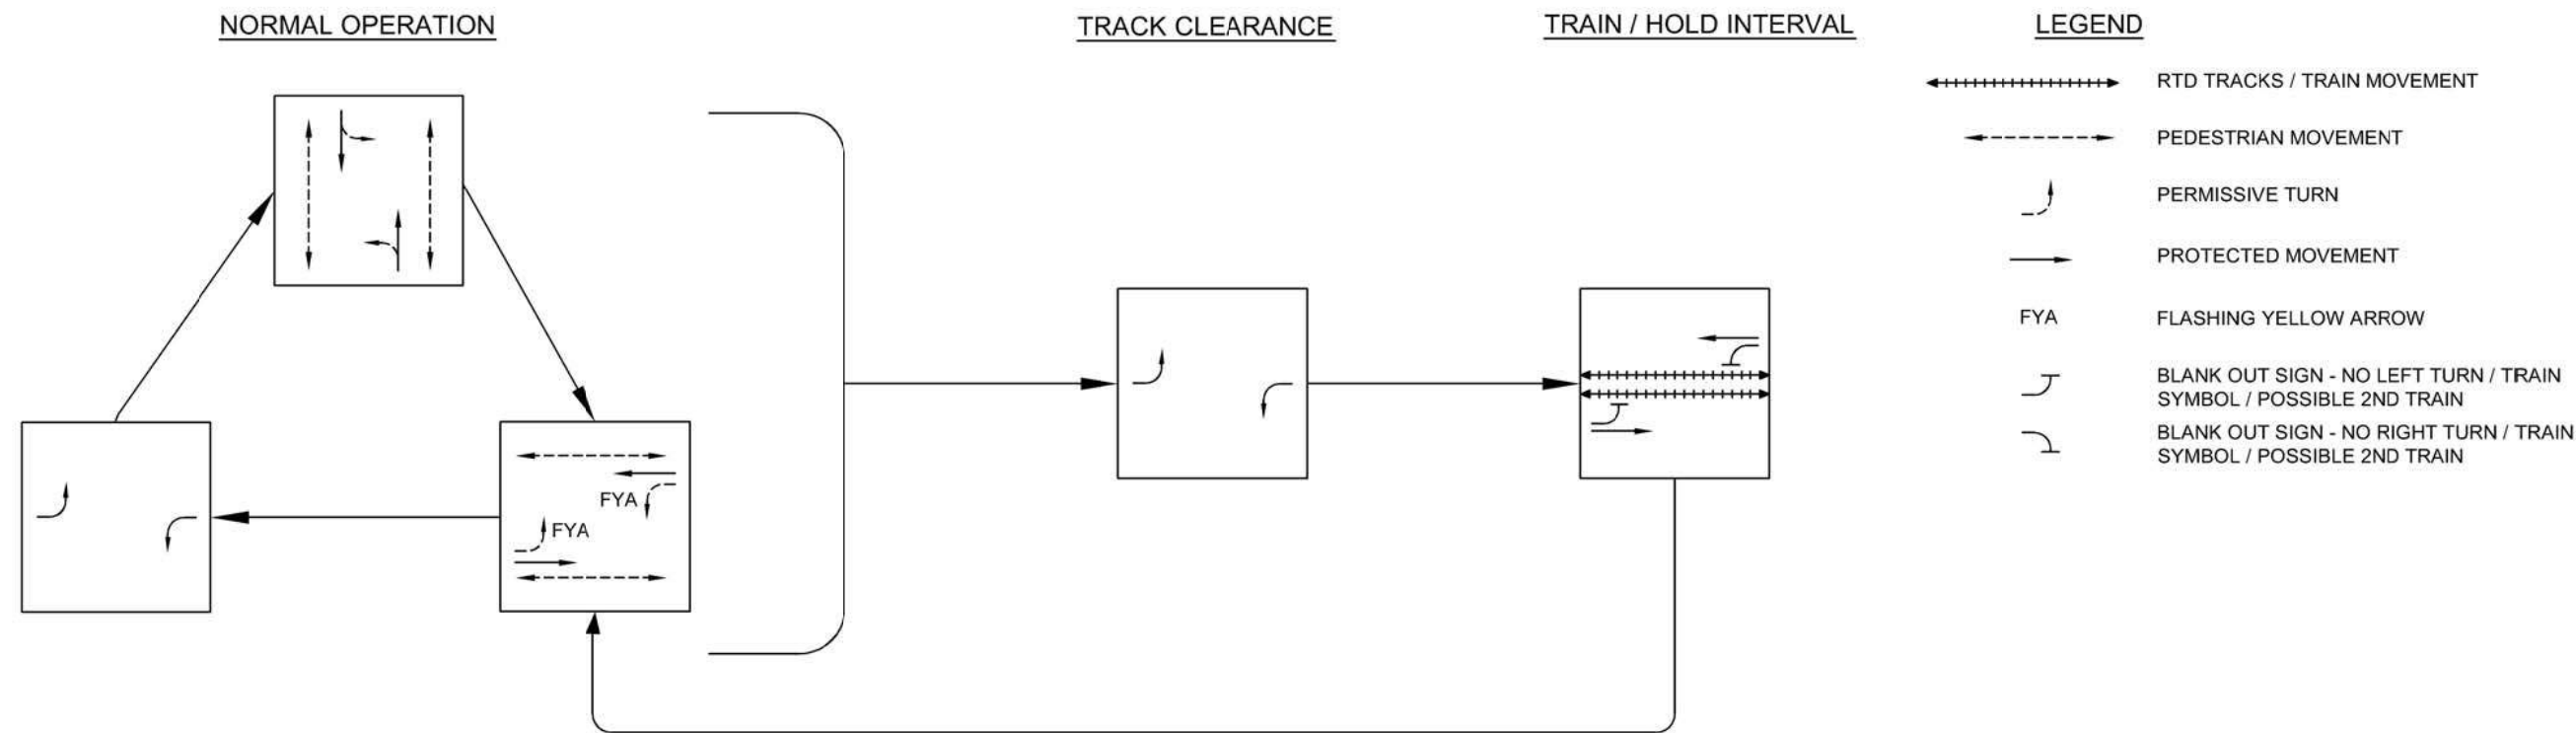 NORMAL OPERATION
TRACK CLEARANCE
TRAIN / HOLD INTERVAL
LEGEND
RTD TRACKS / TRAIN MOVEMENT
PEDESTRIAN MOVEMENT
PERMISSIVE TURN
PROTECTED MOVEMENT
FYA
FLASHING YELLOW ARROW
BLANK OUT SIGN - NO LEFT TURN / TRAIN
SYMBOL / POSSIBLE 2ND TRAIN
BLANK OUT SIGN - NO RIGHT TURN / TRAIN
SYMBOL / POSSIBLE 2ND TRAIN
FYA
FYA